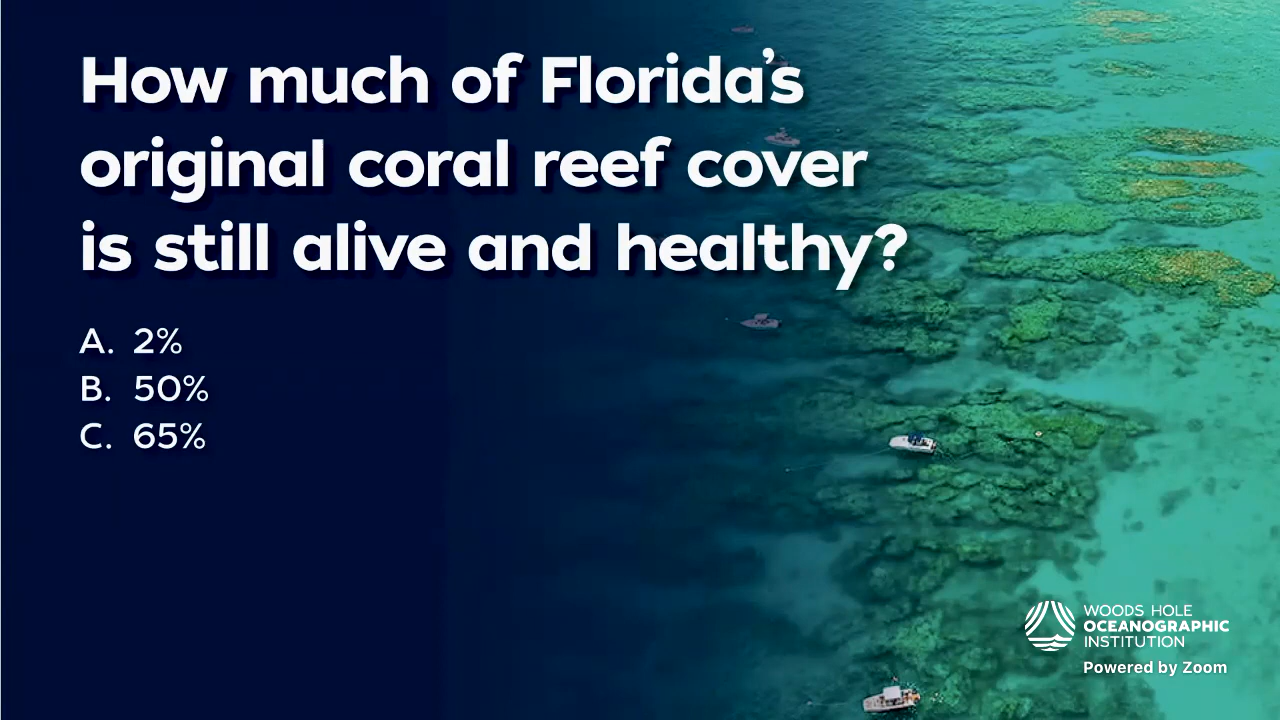 How much of Florida's
original coral reef cover
is still alive and healthy?
A. 2%
B. 50%
C. 65%
WOODS HOLE
OCEANOGRAPHIC
INSTITUTION
Powered by Zoom